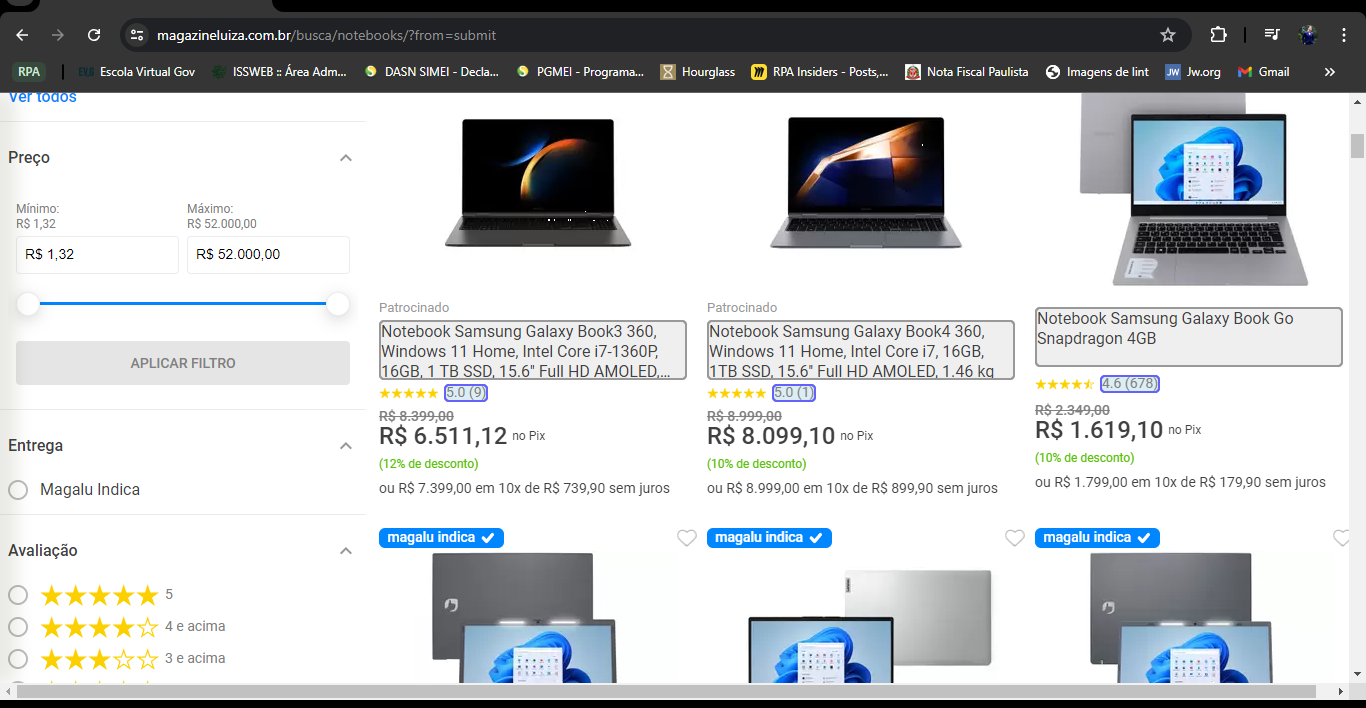 magazineluiza.com.br/busca/notebooks/?from=submit
RPA
EV.G Escola Virtual Gov
ISSWEB :: Área Adm...
DASN SIMEI - Decla...
PGMEI - Programa...
Hourglass
RPA Insiders - Posts,...
Nota Fiscal Paulista
Imagens de lint
JW Jw.org
Gmail
Ver todos
Preço
Mínimo:
R$ 1,32
Máximo:
R$ 52.000,00
R$ 1,32
R$ 52.000,00
APLICAR FILTRO
Entrega
Magalu Indica
Avaliação
5
4 e acima
3 e acima
Patrocinado
Notebook Samsung Galaxy Book3 360,
Windows 11 Home, Intel Core i7-1360P,
16GB, 1 TB SSD, 15.6" Full HD AMOLED,...
5.0 (9)
R$ 8.399,00
R$ 6.511,12 no Pix
(12% de desconto)
ou R$ 7.399,00 em 10x de R$ 739,90 sem juros
Patrocinado
Notebook Samsung Galaxy Book4 360,
Windows 11 Home, Intel Core i7, 16GB,
1TB SSD, 15.6" Full HD AMOLED, 1.46 kg
5.0 (1)
R$ 8.999,00
R$ 8.099,10 no Pix
(10% de desconto)
ou R$ 8.999,00 em 10x de R$ 899,90 sem juros
Notebook Samsung Galaxy Book Go
Snapdragon 4GB
4.6 (678)
R$ 2.349,00
R$ 1.619,10 no Pix
(10% de desconto)
ou R$ 1.799,00 em 10x de R$ 179,90 sem juros
magalu indica
magalu indica
magalu indica